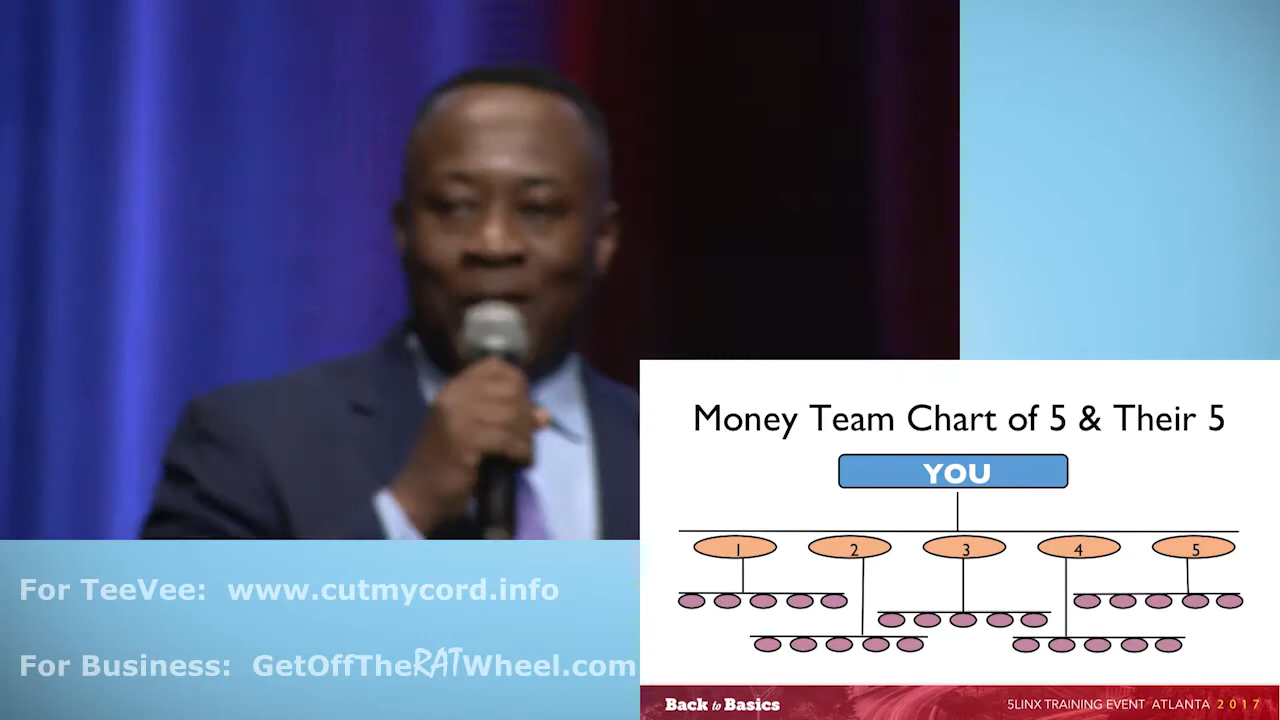 Money Team Chart of 5 & Their 5
YOU
1 2 3 4 5
For TeeVee: www.cutmycord.info
For Business: GetOffTheRATWheel.com
Back to Basics
5LINX TRAINING EVENT ATLANTA 2017